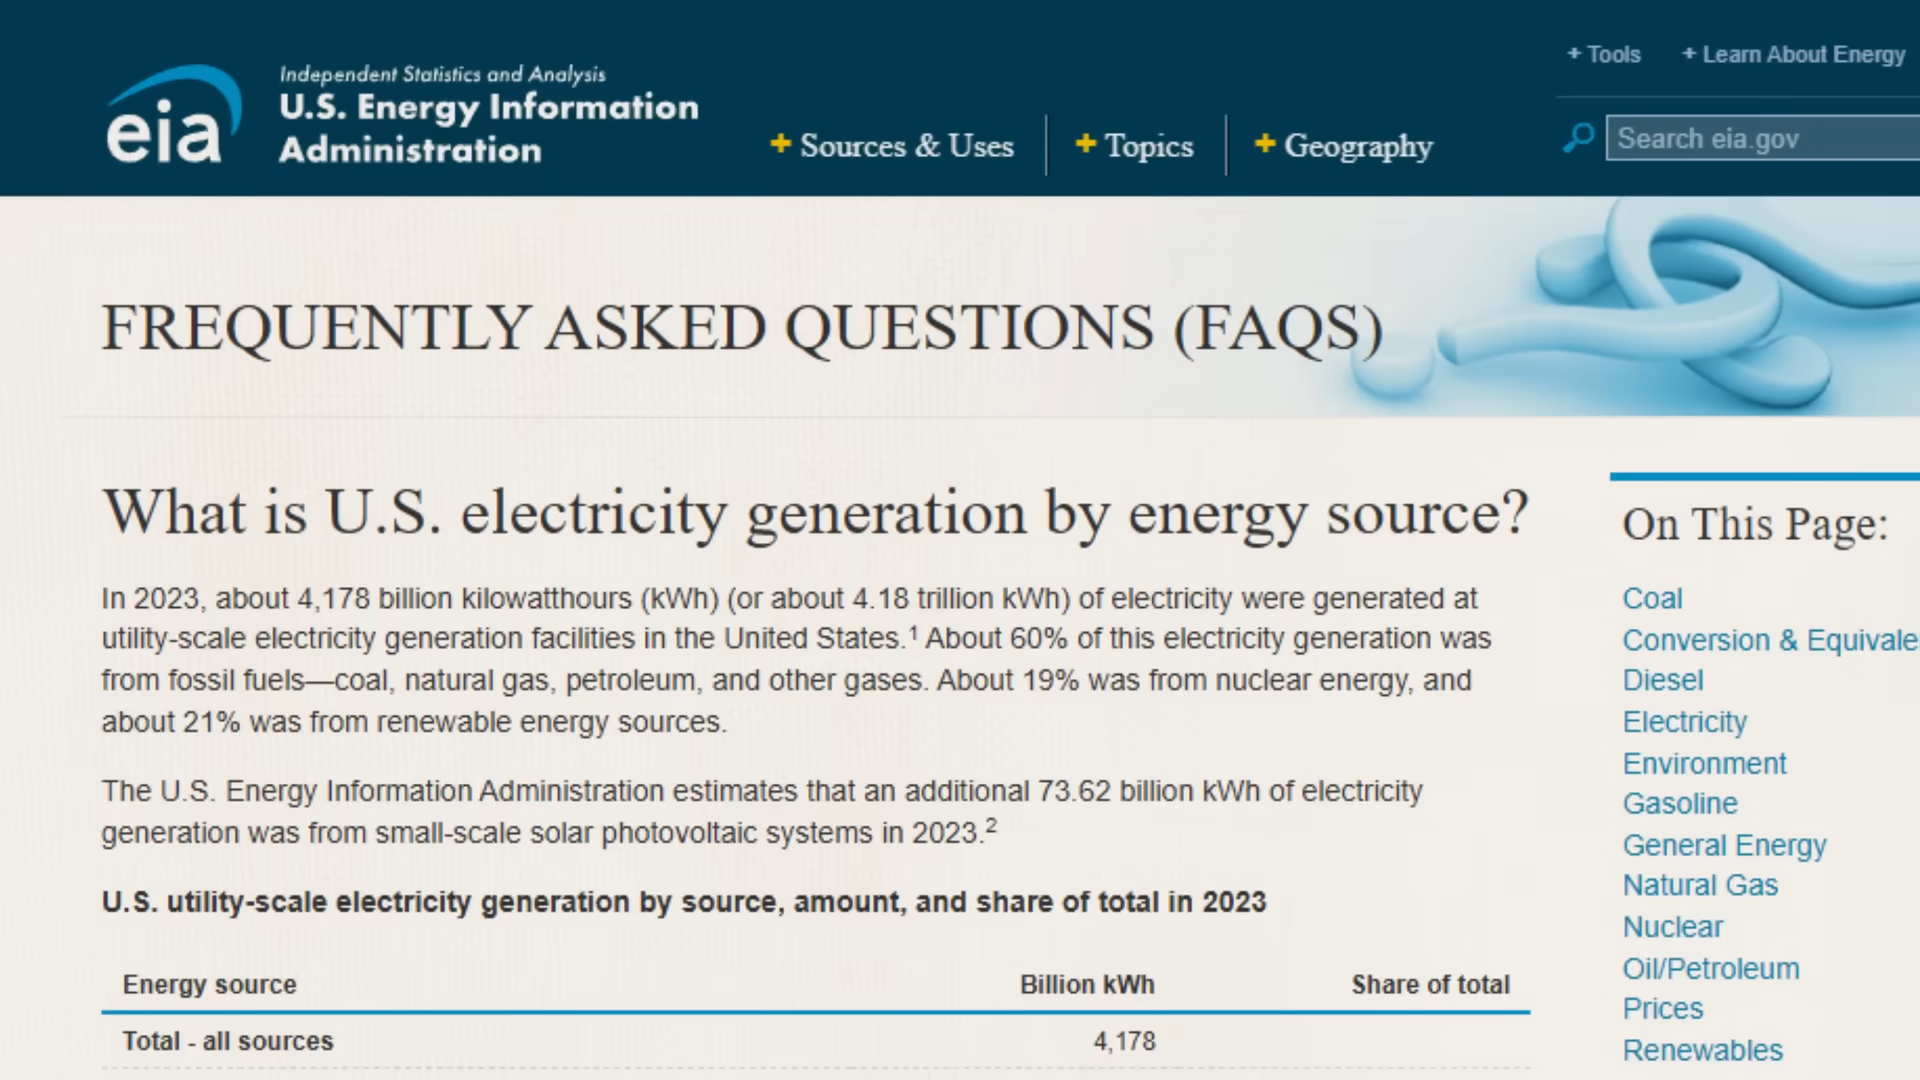 + Tools + Learn About Energy
eia
Independent Statistics and Analysis
U.S. Energy Information
Administration
+ Sources & Uses
+ Topics
+ Geography
Search eia.gov
FREQUENTLY ASKED QUESTIONS (FAQS)
What is U.S. electricity generation by energy source?
In 2023, about 4,178 billion kilowatthours (kWh) (or about 4.18 trillion kWh) of electricity were generated at
utility-scale electricity generation facilities in the United States.¹ About 60% of this electricity generation was
from fossil fuels—coal, natural gas, petroleum, and other gases. About 19% was from nuclear energy, and
about 21% was from renewable energy sources.
The U.S. Energy Information Administration estimates that an additional 73.62 billion kWh of electricity
generation was from small-scale solar photovoltaic systems in 2023.²
U.S. utility-scale electricity generation by source, amount, and share of total in 2023
Energy source Billion kWh Share of total
Total - all sources 4,178
On This Page:
Coal
Conversion & Equivale
Diesel
Electricity
Environment
Gasoline
General Energy
Natural Gas
Nuclear
Oil/Petroleum
Prices
Renewables